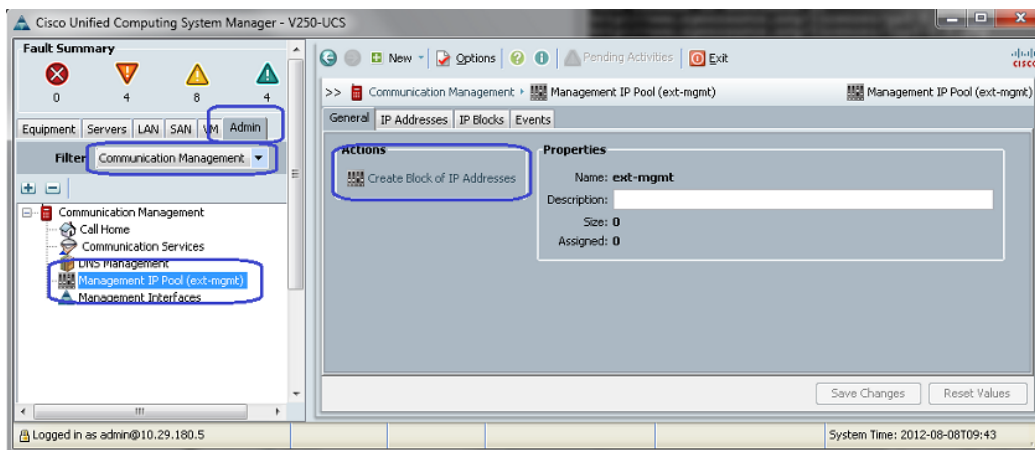 Cisco Unified Computing System Manager - V250-UCS
Fault Summary
0 4 8 4
Equipment Servers LAN SAN VM Admin
Filter Communication Management
Communication Management
Call Home
Communication Services
DNS Management
Management IP Pool (ext-mgmt)
Management Interfaces
New Options Pending Activities Exit
cisco
>> Communication Management Management IP Pool (ext-mgmt) Management IP Pool (ext-mgmt)
General IP Addresses IP Blocks Events
Actions
Create Block of IP Addresses
Properties
Name: ext-mgmt
Description:
Size: 0
Assigned: 0
Save Changes Reset Values
Logged in as admin@10.29.180.5 System Time: 2012-08-08T09:43